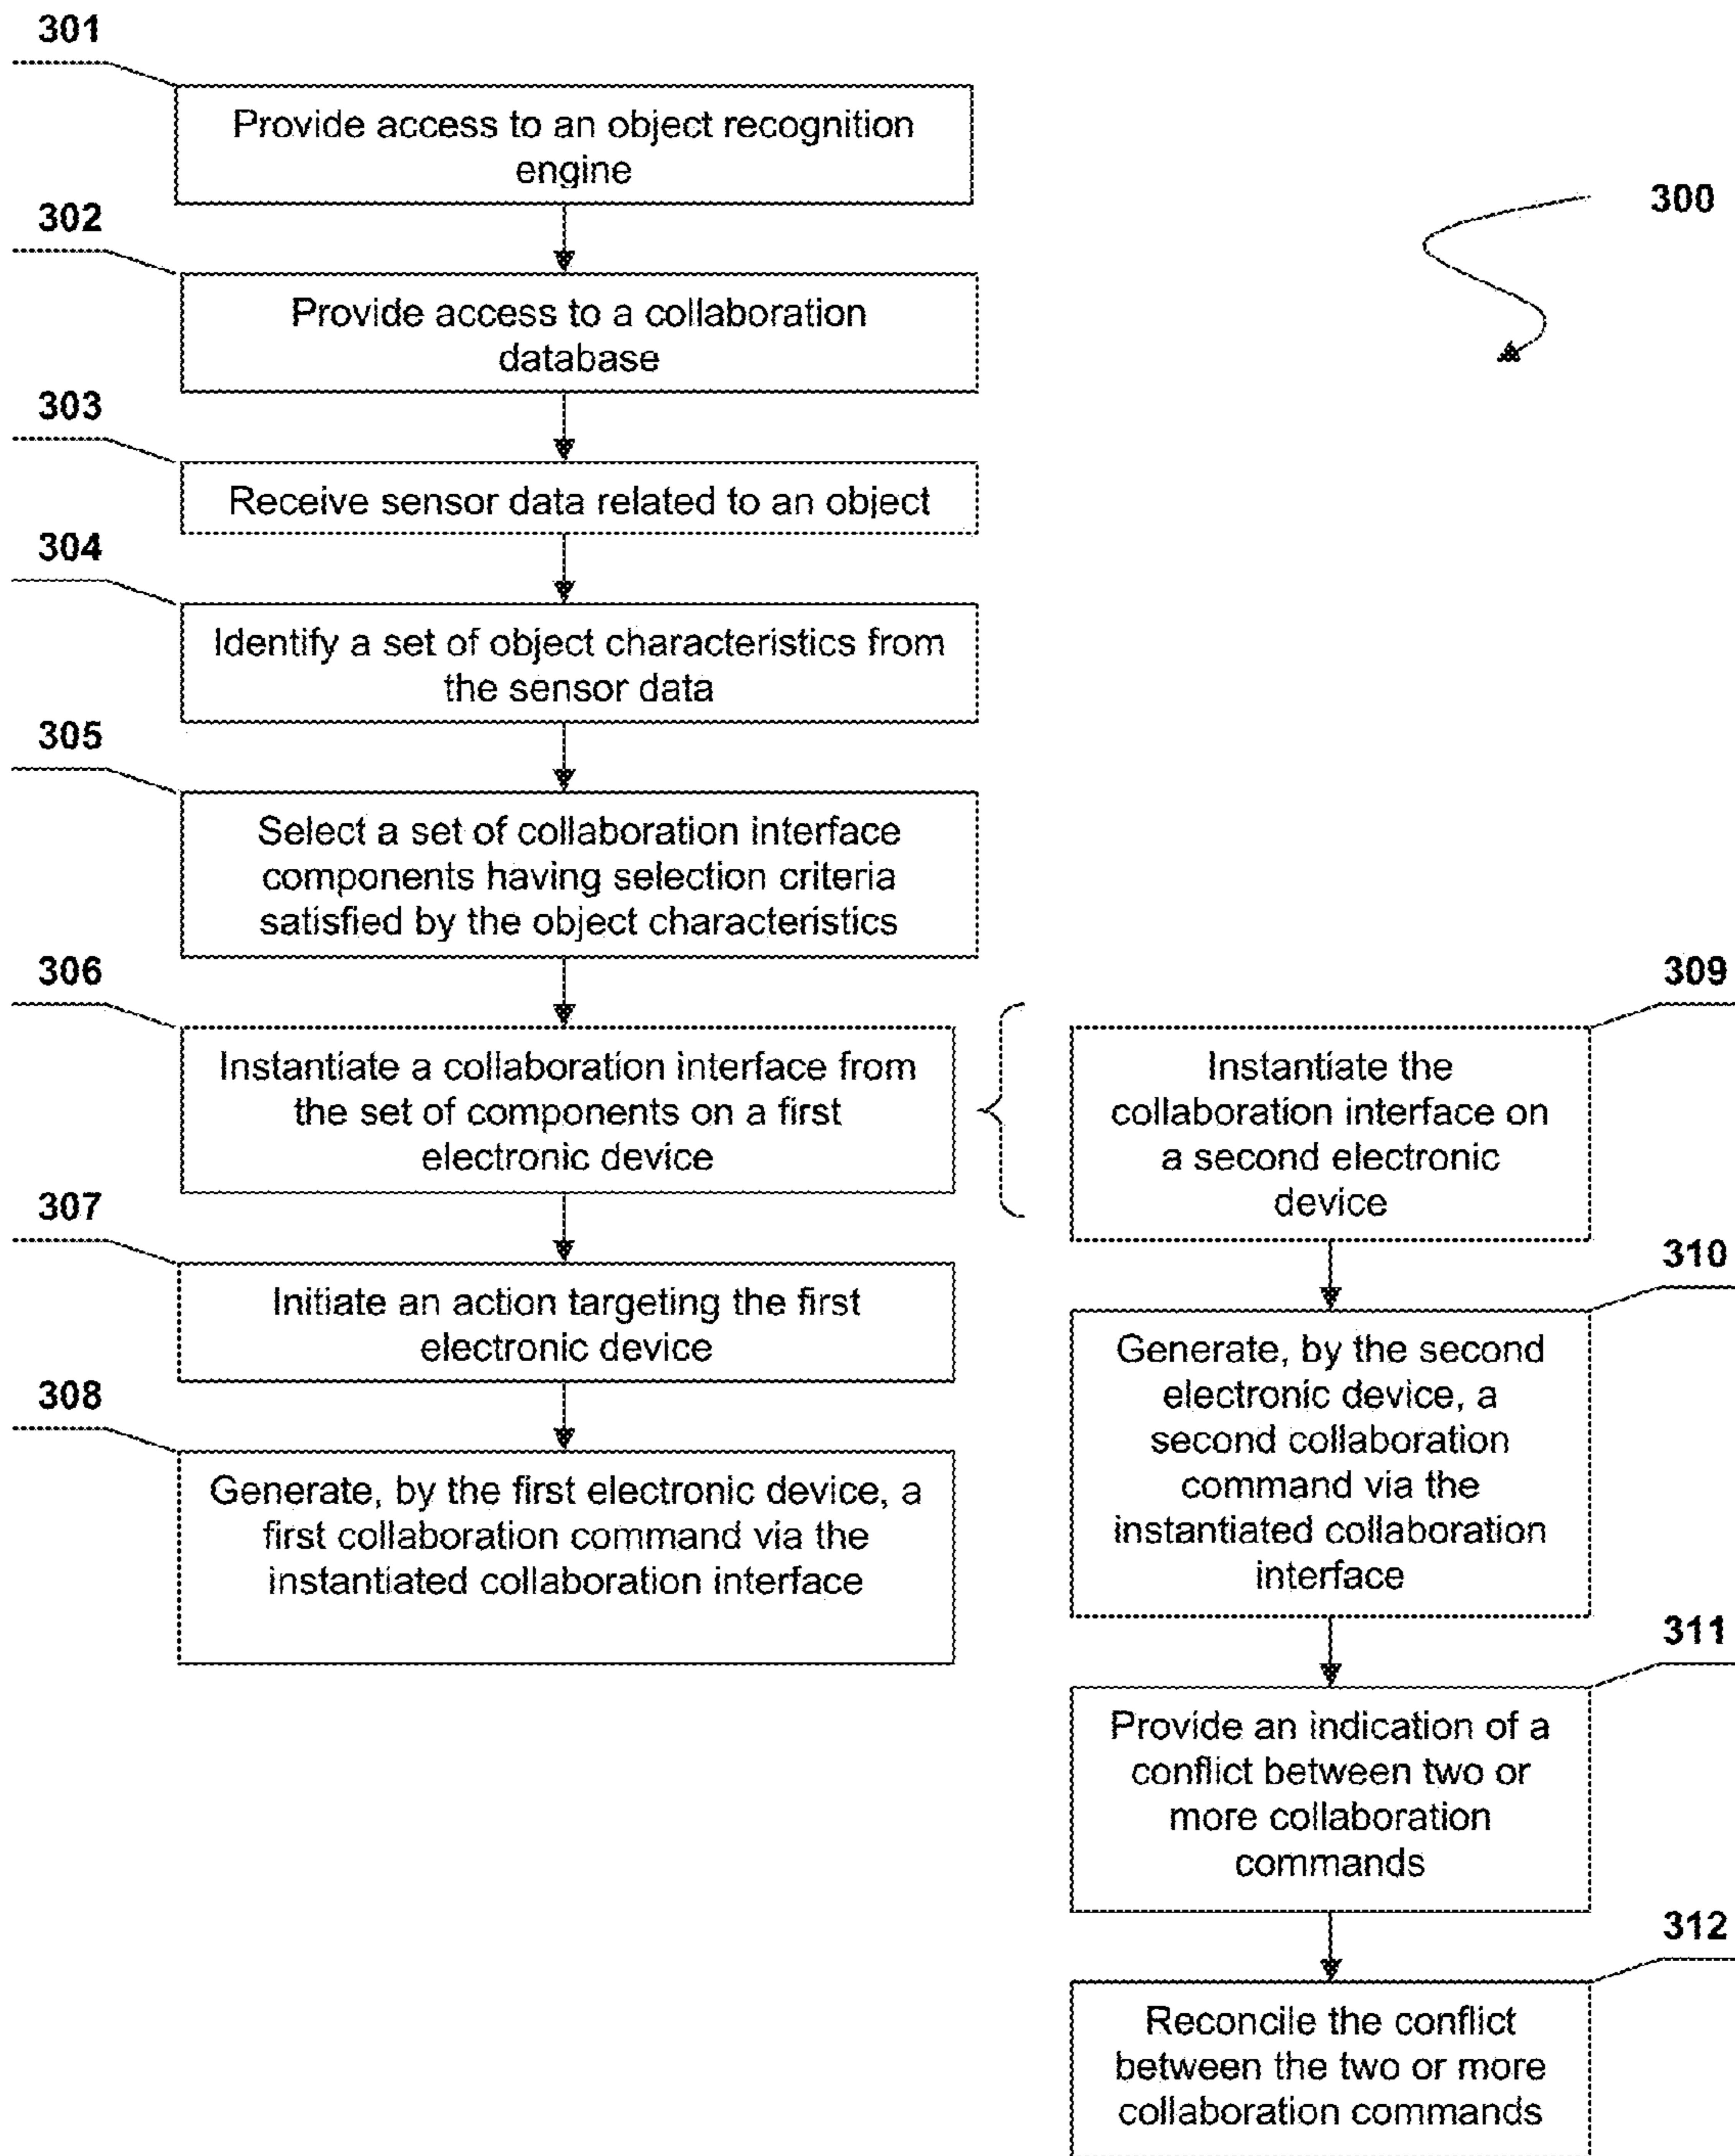 301
Provide access to an object recognition
engine
300
302
Provide access to a collaboration
database
303
Receive sensor data related to an object
304
Identify a set of object characteristics from
the sensor data
305
Select a set of collaboration interface
components having selection criteria
satisfied by the object characteristics
306
Instantiate a collaboration interface from
the set of components on a first
electronic device
307
Initiate an action targeting the first
electronic device
308
Generate, by the first electronic device, a
first collaboration command via the
instantiated collaboration interface
309
Instantiate the
collaboration interface on
a second electronic
device
310
Generate, by the second
electronic device, a
second collaboration
command via the
instantiated collaboration
interface
311
Provide an indication of a
conflict between two or
more collaboration
commands
312
Reconcile the conflict
between the two or more
collaboration commands